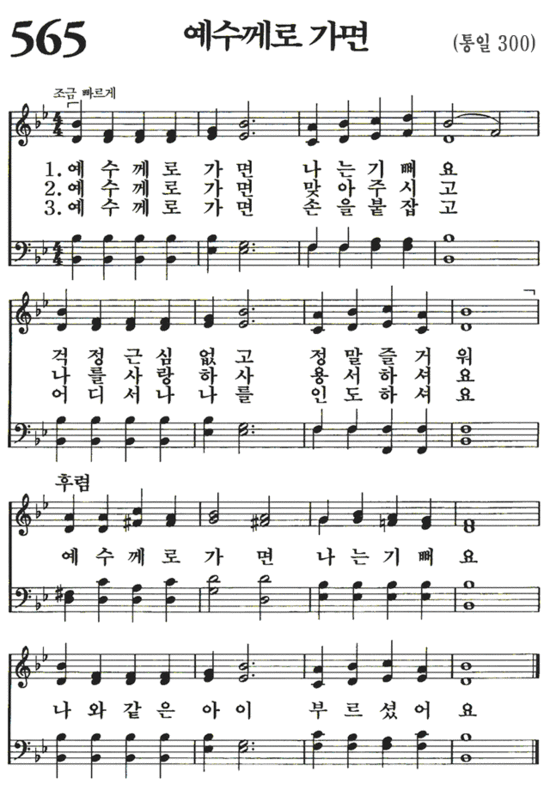 565 예수께로 가면 (통일 300)
조금 빠르게
1. 예 수 께 로 가 면 나 는 기 뻐 요
2. 예 수 께 로 가 면 맞 아 주 시 고
3. 예 수 께 로 가 면 손 을 붙 잡 고
걱 정 근 심 없 고 정 말 즐 거 워
나 를 사 랑 하 사 용 서 하 셔 요
어 디 서 나 나 를 인 도 하 셔 요
후렴
예 수 께 로 가 면 나 는 기 뻐 요
나 와 같 은 아 이 부 르 셨 어 요